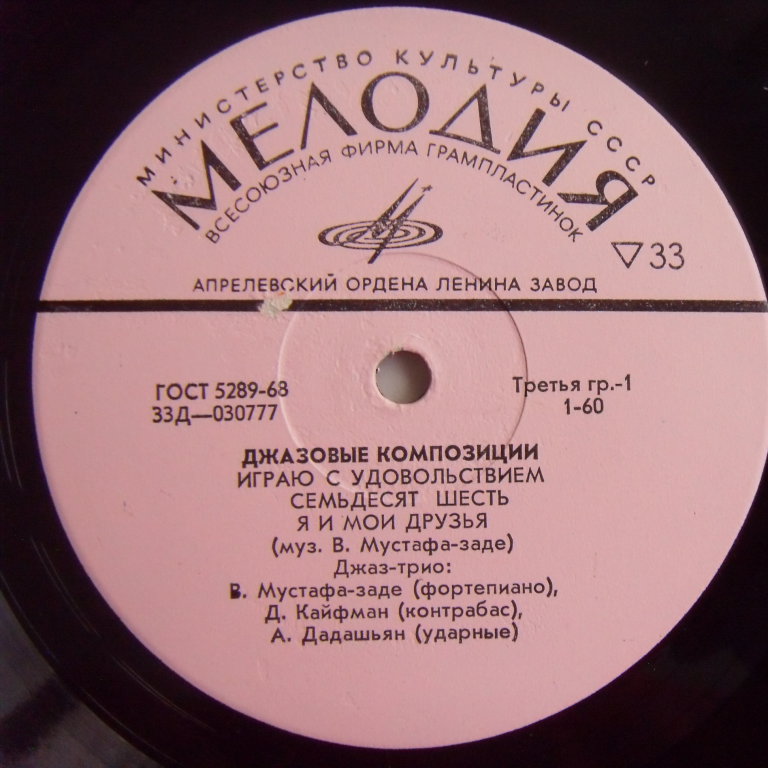 МИНИСТЕРСТВО КУЛЬТУРЫ СССР
МЕЛОДИЯ
ВСЕСОЮЗНАЯ ФИРМА ГРАМПЛАСТИНОК
▽33
АПРЕЛЕВСКИЙ ОРДЕНА ЛЕНИНА ЗАВОД
ГОСТ 5289-68
33Д—030777
Третья гр.-1
1-60
ДЖАЗОВЫЕ КОМПОЗИЦИИ
ИГРАЮ С УДОВОЛЬСТВИЕМ
СЕМЬДЕСЯТ ШЕСТЬ
Я И МОИ ДРУЗЬЯ
(муз. В. Мустафа-заде)
Джаз-трио:
В. Мустафа-заде (фортепиано),
Д. Кайфман (контрабас),
А. Дадашьян (ударные)